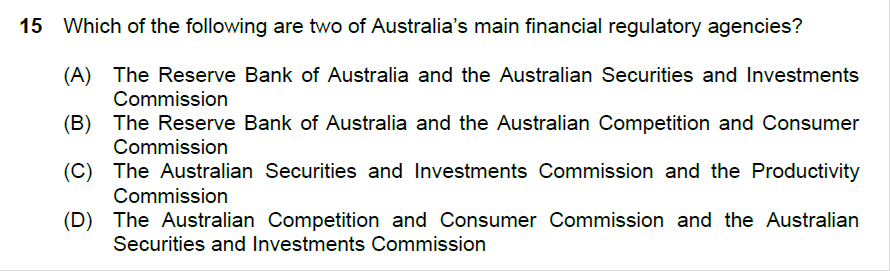 15 Which of the following are two of Australia's main financial regulatory agencies?
(A) The Reserve Bank of Australia and the Australian Securities and Investments
Commission
(B) The Reserve Bank of Australia and the Australian Competition and Consumer
Commission
(C) The Australian Securities and Investments Commission and the Productivity
Commission
(D) The Australian Competition and Consumer Commission and the Australian
Securities and Investments Commission